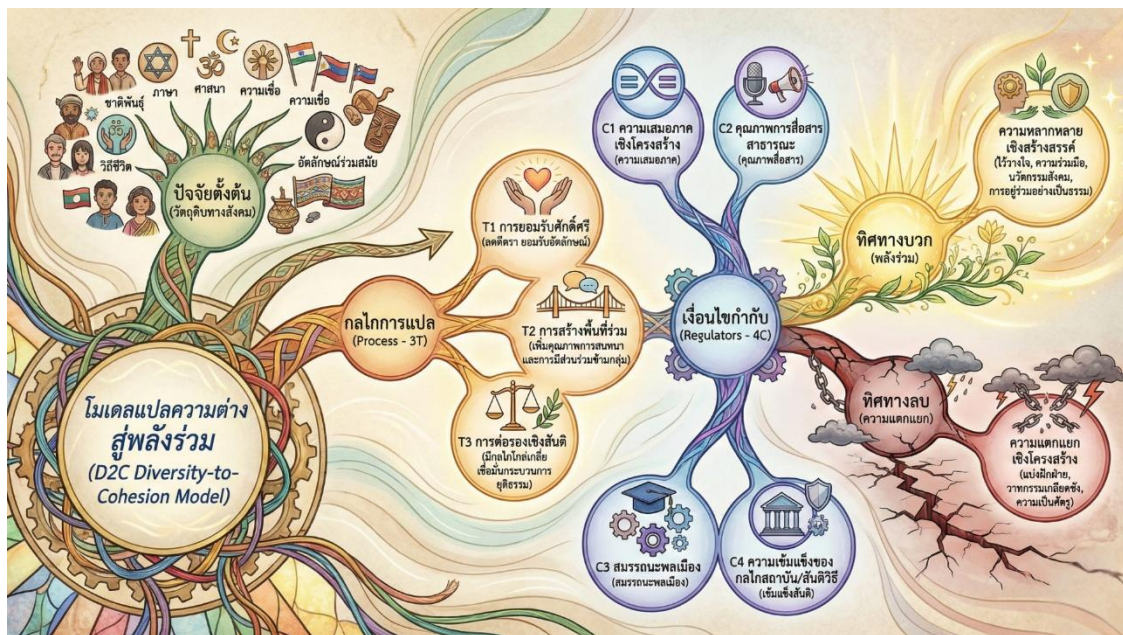 ชาติพันธุ์
ภาษา
ศาสนา
ความเชื่อ
ความเชื่อ
วิถีชีวิต
อัตลักษณ์ร่วมสมัย
ปัจจัยตั้งต้น
(วัตถุดิบทางสังคม)
โมเดลแปลความต่าง
สู่พลังร่วม
(D2C Diversity-to-
Cohesion Model)
กลไกการแปล
(Process - 3T)
T1 การยอมรับศักดิ์ศรี
(ลดตีตรา ยอมรับอัตลักษณ์)
T2 การสร้างพื้นที่ร่วม
(เพิ่มคุณภาพการสนทนา
และการมีส่วนร่วมข้ามกลุ่ม)
T3 การต่อรองเชิงสันติ
(มีกลไกไกล่เกลี่ย
เชื่อมั่นกระบวนการ
ยุติธรรม)
C1 ความเสมอภาค
เชิงโครงสร้าง
(ความเสมอภาค)
C2 คุณภาพการสื่อสาร
สาธารณะ
(คุณภาพสื่อสาร)
เงื่อนไขกำกับ
(Regulators - 4C)
C3 สมรรถนะพลเมือง
(สมรรถนะพลเมือง)
C4 ความเข้มแข็งของ
กลไกสถาบัน/สันติวิธี
(เข้มแข็งสันติ)
ทิศทางบวก
(พลังร่วม)
ความหลากหลาย
เชิงสร้างสรรค์
(ไว้วางใจ, ความร่วมมือ,
นวัตกรรมสังคม,
การอยู่ร่วมอย่างเป็นธรรม)
ทิศทางลบ
(ความแตกแยก)
ความแตกแยก
เชิงโครงสร้าง
(แบ่งฝักฝ่าย,
วาทกรรมเกลียดชัง,
ความเป็นศัตรู)